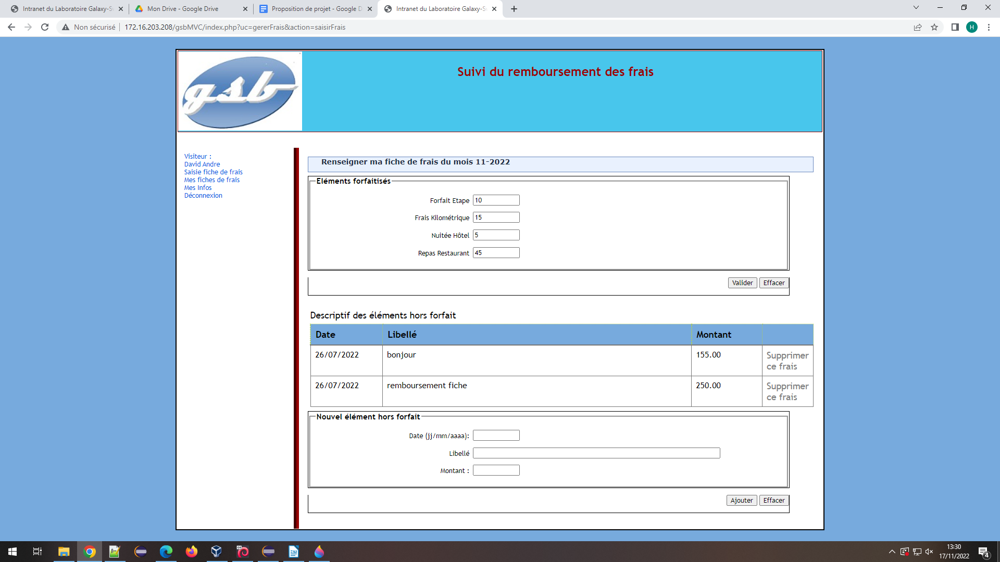 Intranet du Laboratoire Galaxy-S
Mon Drive - Google Drive
Proposition de projet - Google D
Intranet du Laboratoire Galaxy-S
Non sécurisé
172.16.203.208/gsbMVC/index.php?uc=gererFrais&action=saisirFrais
H
gsb
Suivi du remboursement des frais
Visiteur :
David Andre
Saisie fiche de frais
Mes fiches de frais
Mes Infos
Déconnexion
Renseigner ma fiche de frais du mois 11-2022
Eléments forfaitisés
Forfait Etape 10
Frais Kilométrique 15
Nuitée Hôtel 5
Repas Restaurant 45
Valider Effacer
Descriptif des éléments hors forfait
Date Libellé Montant
26/07/2022 bonjour 155.00 Supprimer
ce frais
26/07/2022 remboursement fiche 250.00 Supprimer
ce frais
Nouvel élément hors forfait
Date (jj/mm/aaaa):
Libellé
Montant :
Ajouter Effacer
13:30
17/11/2022
4